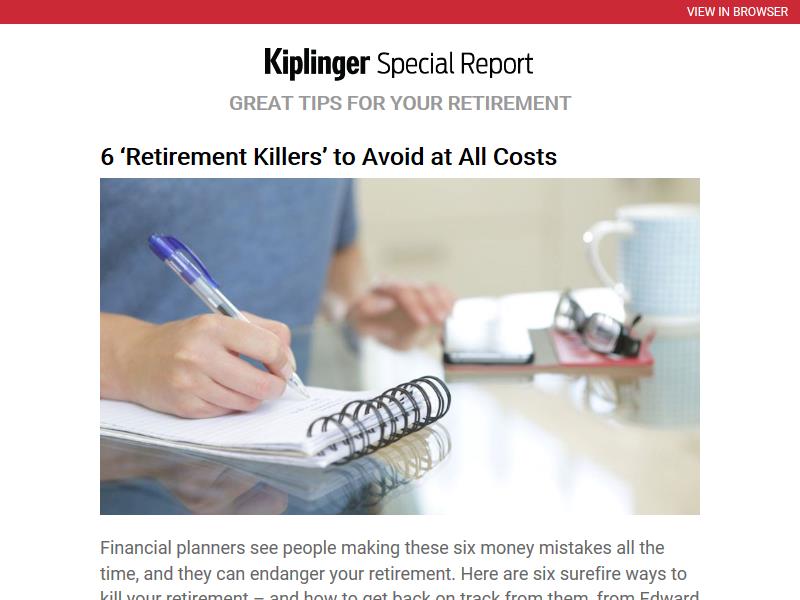 VIEW IN BROWSER
Kiplinger Special Report
GREAT TIPS FOR YOUR RETIREMENT
6 ‘Retirement Killers’ to Avoid at All Costs
Financial planners see people making these six money mistakes all the
time, and they can endanger your retirement. Here are six surefire ways to
kill your retirement – and how to get back on track from them, from Edward